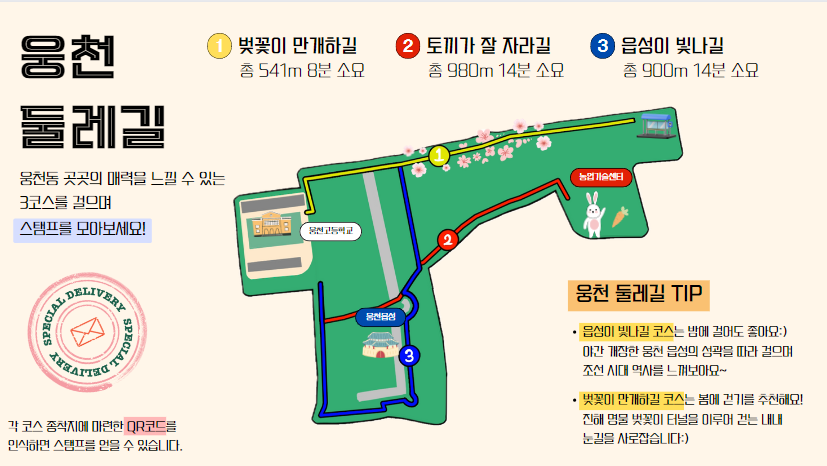 웅천
둘레길
웅천동 곳곳의 매력을 느낄 수 있는
3코스를 걸으며
스탬프를 모아보세요!
1 벚꽃이 만개하길
총 541m 8분 소요
2 토끼가 잘 자라길
총 980m 14분 소요
3 읍성이 빛나길
총 900m 14분 소요
1
농업기술센터
웅천고등학교
2
웅천읍성
3
SPECIAL DELIVERY
SPECIAL DELIVERY
각 코스 종착지에 마련한 QR코드를
인식하면 스탬프를 얻을 수 있습니다.
웅천 둘레길 TIP
• 읍성이 빛나길 코스는 밤에 걸어도 좋아요:)
야간 개장한 웅천 읍성의 성곽을 따라 걸으며
조선 시대 역사를 느껴보아요~
• 벚꽃이 만개하길 코스는 봄에 걷기를 추천해요!
진해 명물 벚꽃이 터널을 이루어 걷는 내내
눈길을 사로잡습니다:)